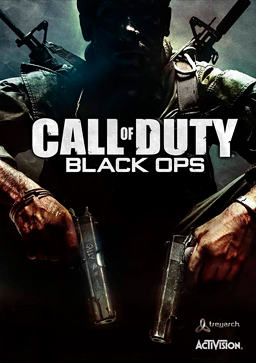 CALL OF DUTY
BLACK OPS
treyarch
ACTIVISION.